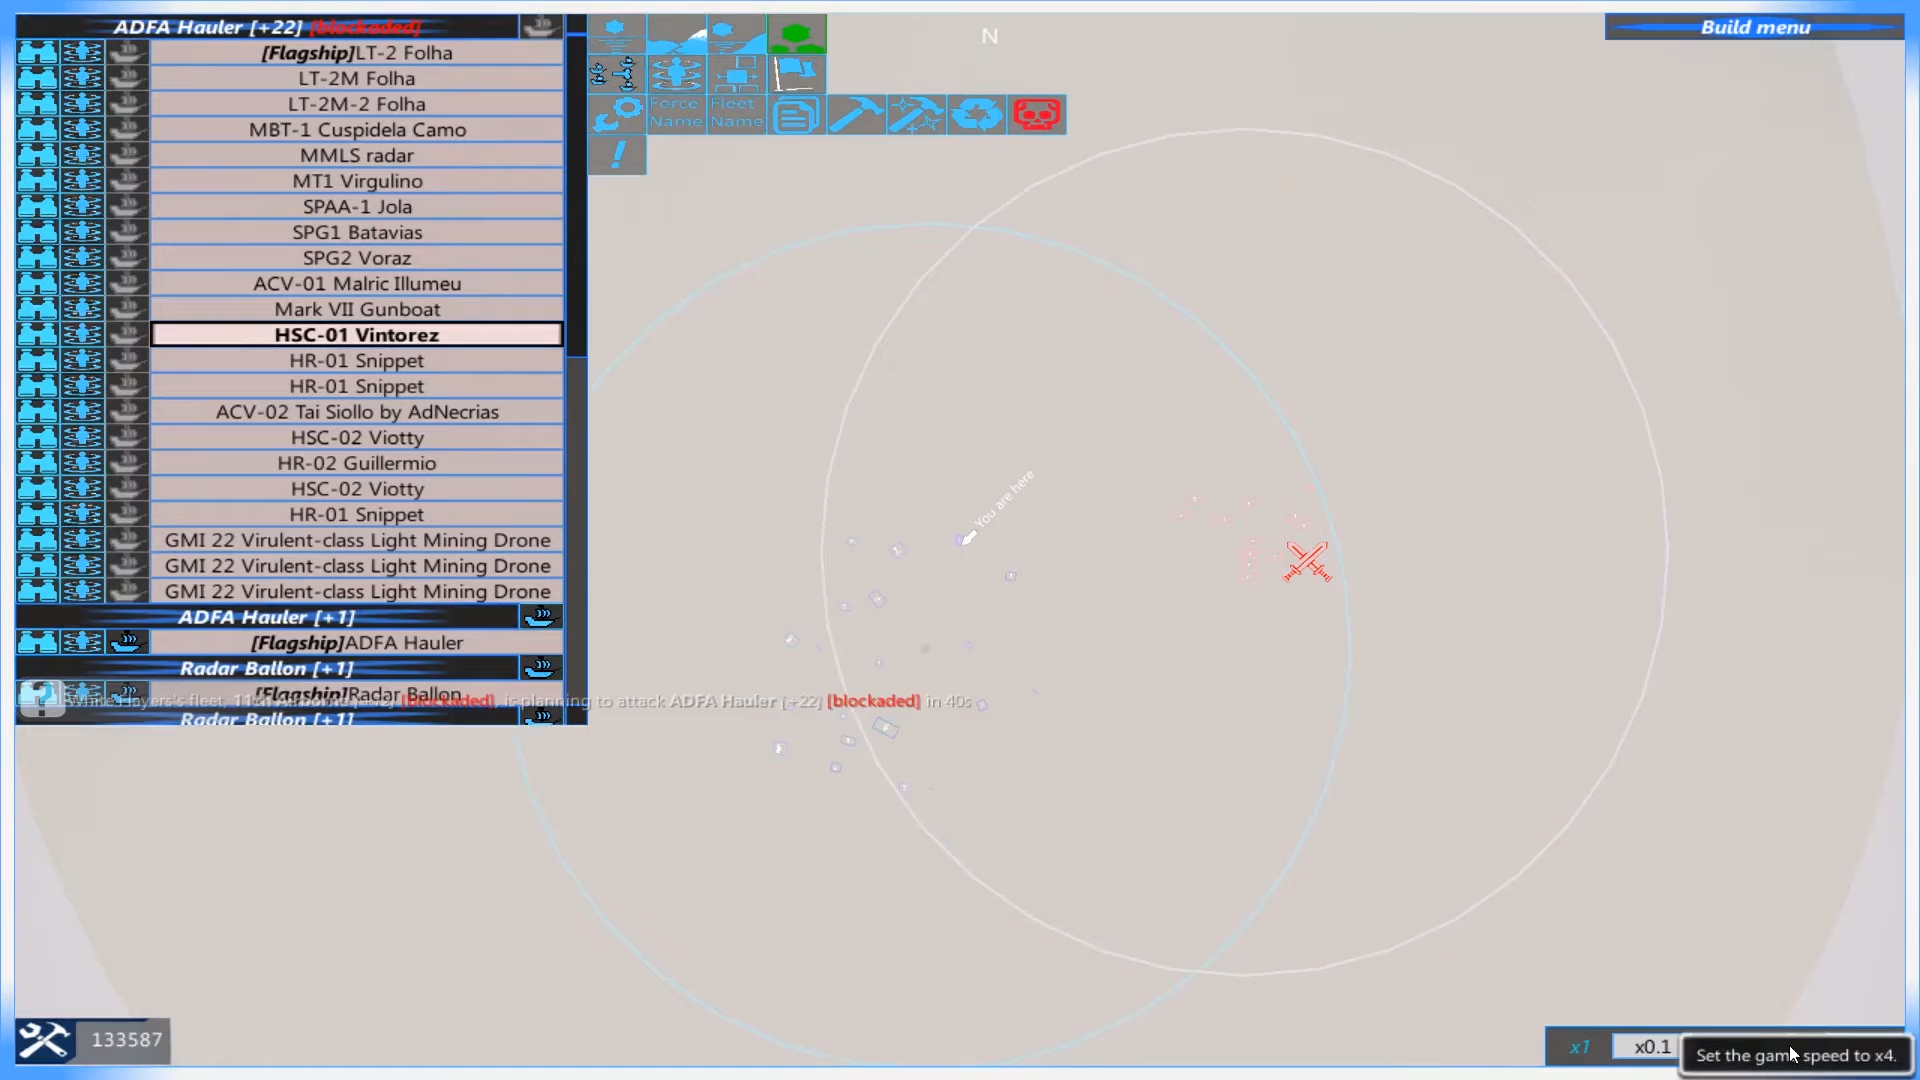 ADFA Hauler [+22] [blockaded]
[Flagship]LT-2 Folha
LT-2M Folha
LT-2M-2 Folha
MBT-1 Cuspidela Camo
MMLS radar
MT1 Virgulino
SPAA-1 Jola
SPG1 Batavias
SPG2 Voraz
ACV-01 Malric Illumeu
Mark VII Gunboat
HSC-01 Vintorez
HR-01 Snippet
HR-01 Snippet
ACV-02 Tai Siollo by AdNecrias
HSC-02 Viotty
HR-02 Guillermio
HSC-02 Viotty
HR-01 Snippet
GMI 22 Virulent-class Light Mining Drone
GMI 22 Virulent-class Light Mining Drone
GMI 22 Virulent-class Light Mining Drone
ADFA Hauler [+1]
[Flagship]ADFA Hauler
Radar Ballon [+1]
[Flagship]Radar Ballon
fleet, [blockaded], is planning to attack ADFA Hauler [+22] [blockaded] in 40s
Radar Ballon [+1]
Force Name
Fleet Name
N
Build menu
You are here
133587
x1
x0.1
Set the game speed to x4.